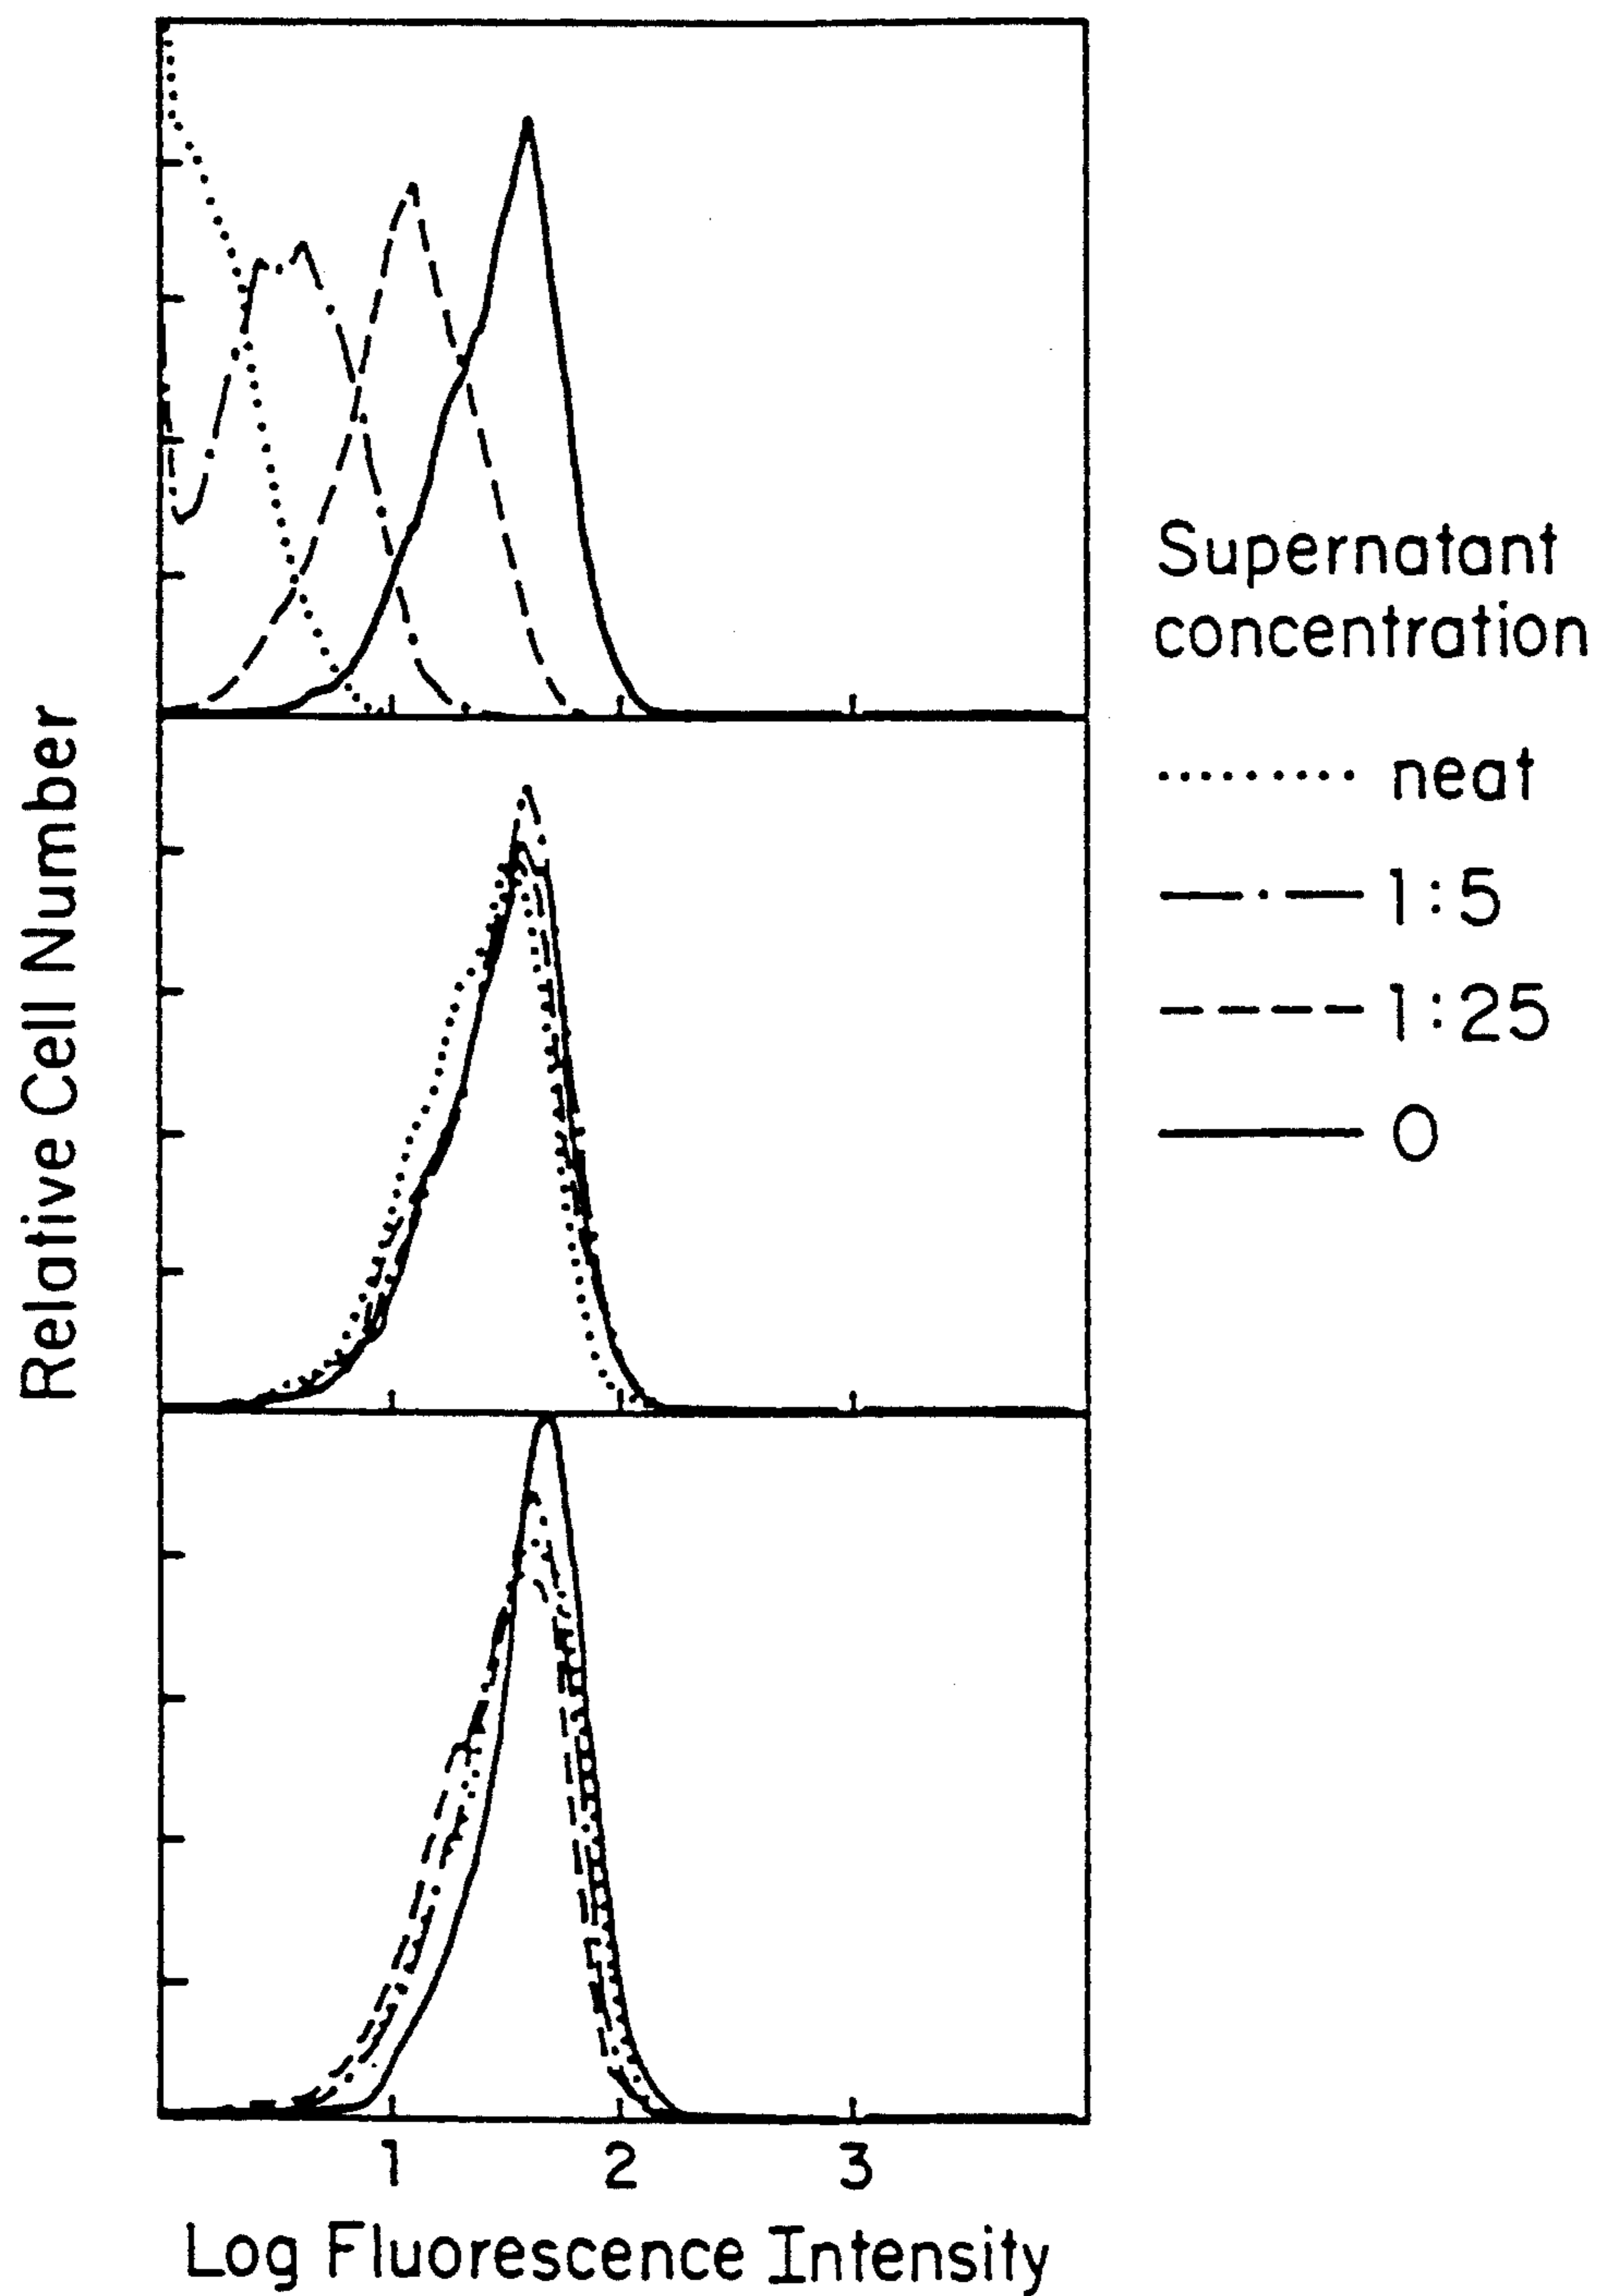 Relative Cell Number
Supernatant
concentration
neat
1:5
1:25
0
1 2 3
Log Fluorescence Intensity